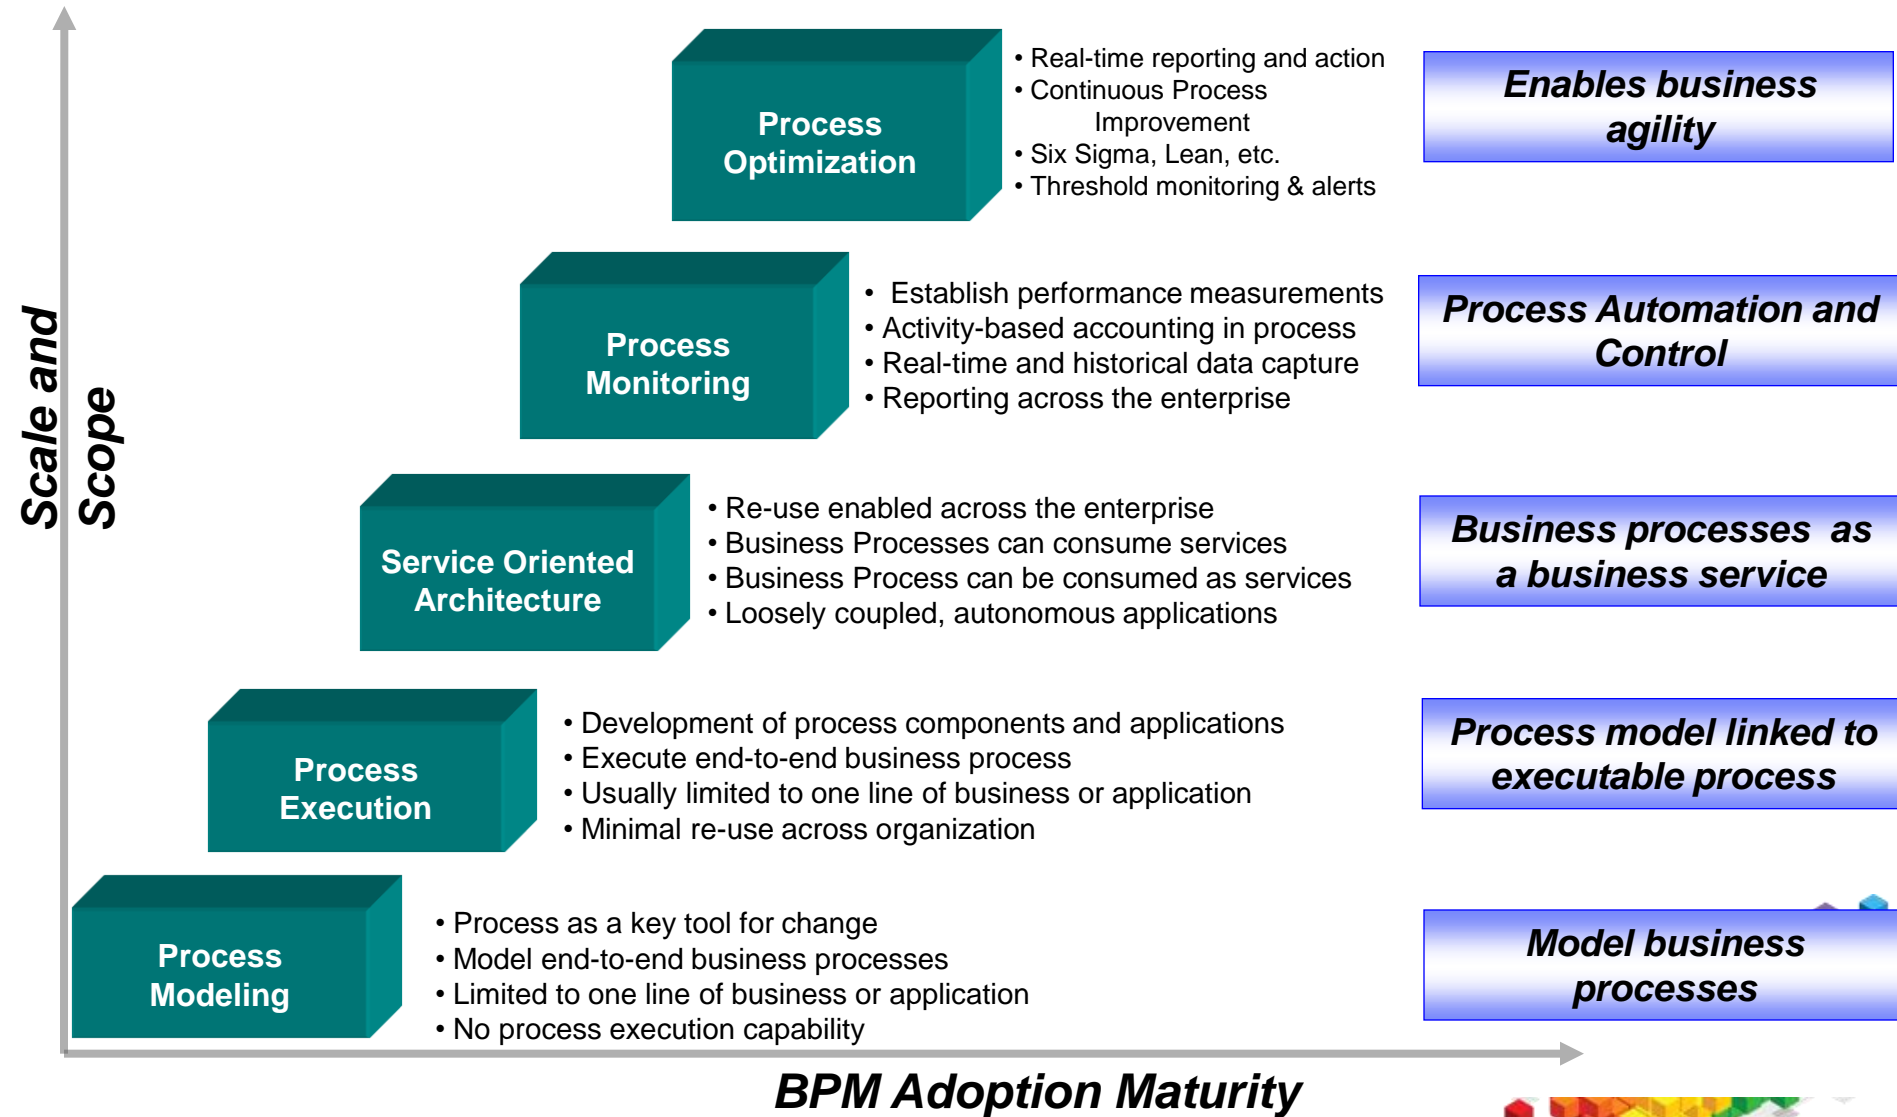 Process
Optimization
• Real-time reporting and action
• Continuous Process
Improvement
• Six Sigma, Lean, etc.
• Threshold monitoring & alerts
Enables business
agility
Process
Monitoring
• Establish performance measurements
• Activity-based accounting in process
• Real-time and historical data capture
• Reporting across the enterprise
Process Automation and
Control
Scale and
Scope
Service Oriented
Architecture
• Re-use enabled across the enterprise
• Business Processes can consume services
• Business Process can be consumed as services
• Loosely coupled, autonomous applications
Business processes as
a business service
Process
Execution
• Development of process components and applications
• Execute end-to-end business process
• Usually limited to one line of business or application
• Minimal re-use across organization
Process model linked to
executable process
Process
Modeling
• Process as a key tool for change
• Model end-to-end business processes
• Limited to one line of business or application
• No process execution capability
Model business
processes
BPM Adoption Maturity